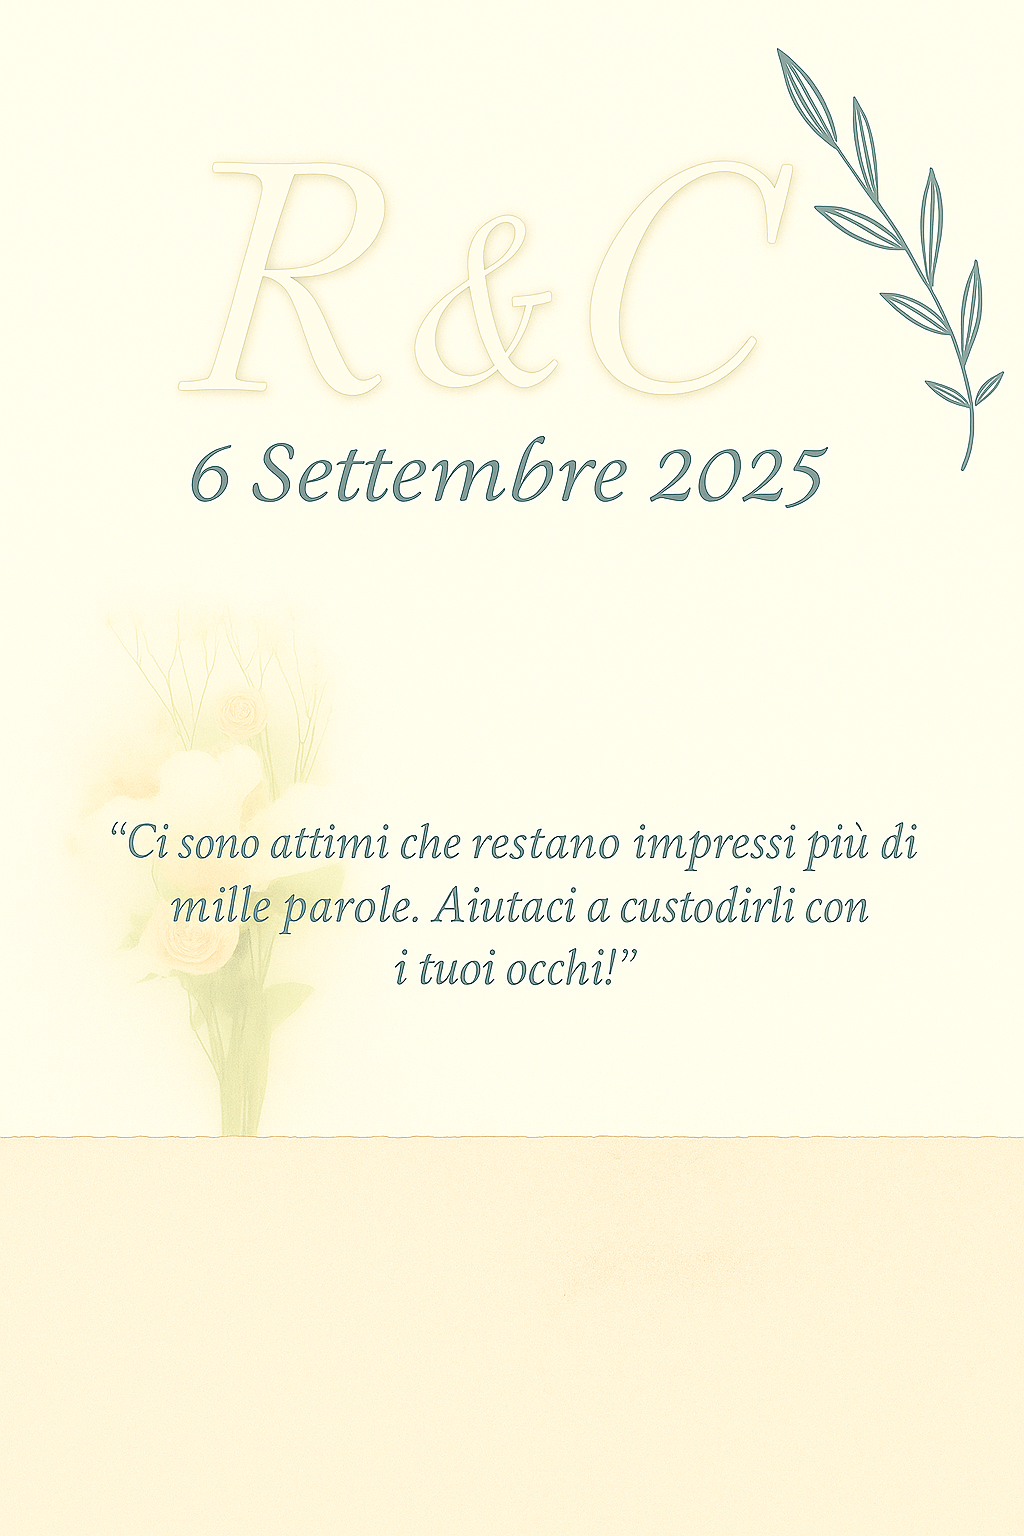 R & C
6 Settembre 2025
“Ci sono attimi che restano impressi più di
mille parole. Aiutaci a custodirli con
i tuoi occhi!”